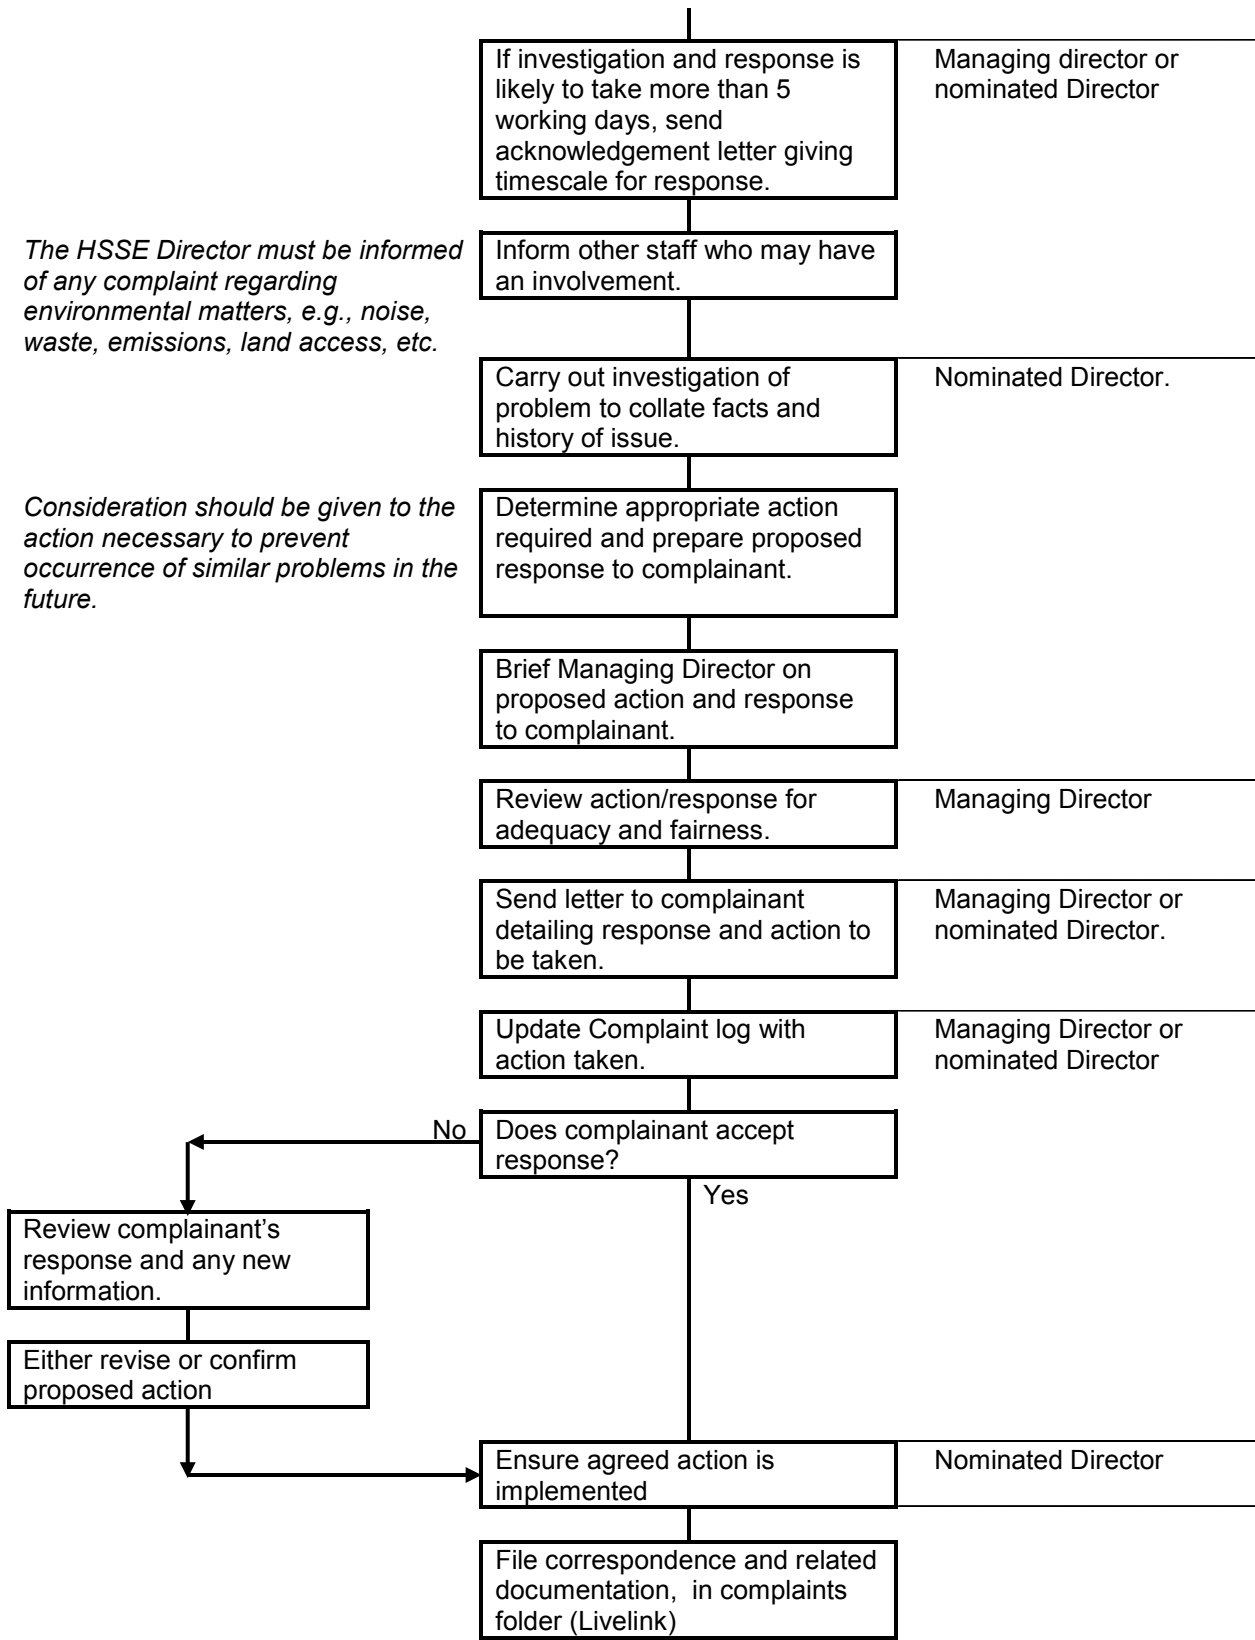 If investigation and response is
likely to take more than 5
working days, send
acknowledgement letter giving
timescale for response.
Managing director or
nominated Director
The HSSE Director must be informed
of any complaint regarding
environmental matters, e.g., noise,
waste, emissions, land access, etc.
Inform other staff who may have
an involvement.
Carry out investigation of
problem to collate facts and
history of issue.
Nominated Director.
Consideration should be given to the
action necessary to prevent
occurrence of similar problems in the
future.
Determine appropriate action
required and prepare proposed
response to complainant.
Brief Managing Director on
proposed action and response
to complainant.
Review action/response for
adequacy and fairness.
Managing Director
Send letter to complainant
detailing response and action to
be taken.
Managing Director or
nominated Director.
Update Complaint log with
action taken.
Managing Director or
nominated Director
No
Does complainant accept
response?
Yes
Review complainant’s
response and any new
information.
Either revise or confirm
proposed action
Ensure agreed action is
implemented
Nominated Director
File correspondence and related
documentation,  in complaints
folder (Livelink)